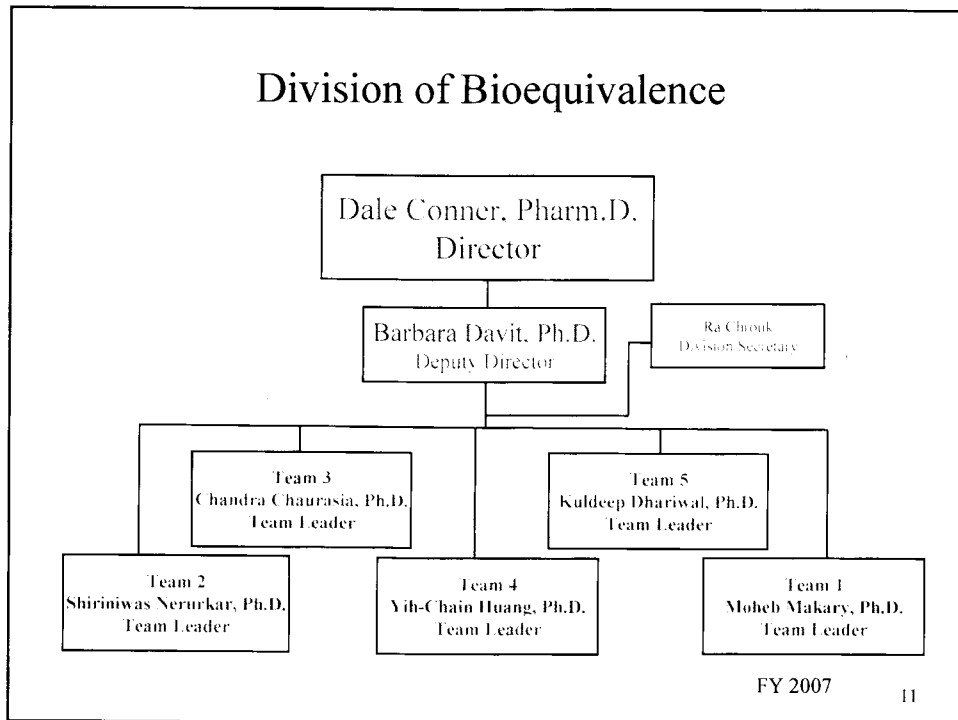 Division of Bioequivalence
Dale Conner, Pharm.D.
Director
Barbara Davit, Ph.D.
Deputy Director
Ra Chrouk
Division Secretary
Team 3
Chandra Chaurasia, Ph.D.
Team Leader
Team 5
Kuldeep Dhariwal, Ph.D.
Team Leader
Team 2
Shiriniwas Nerurkar, Ph.D.
Team Leader
Team 4
Yih-Chain Huang, Ph.D.
Team Leader
Team 1
Moheb Makary, Ph.D.
Team Leader
FY 2007
11